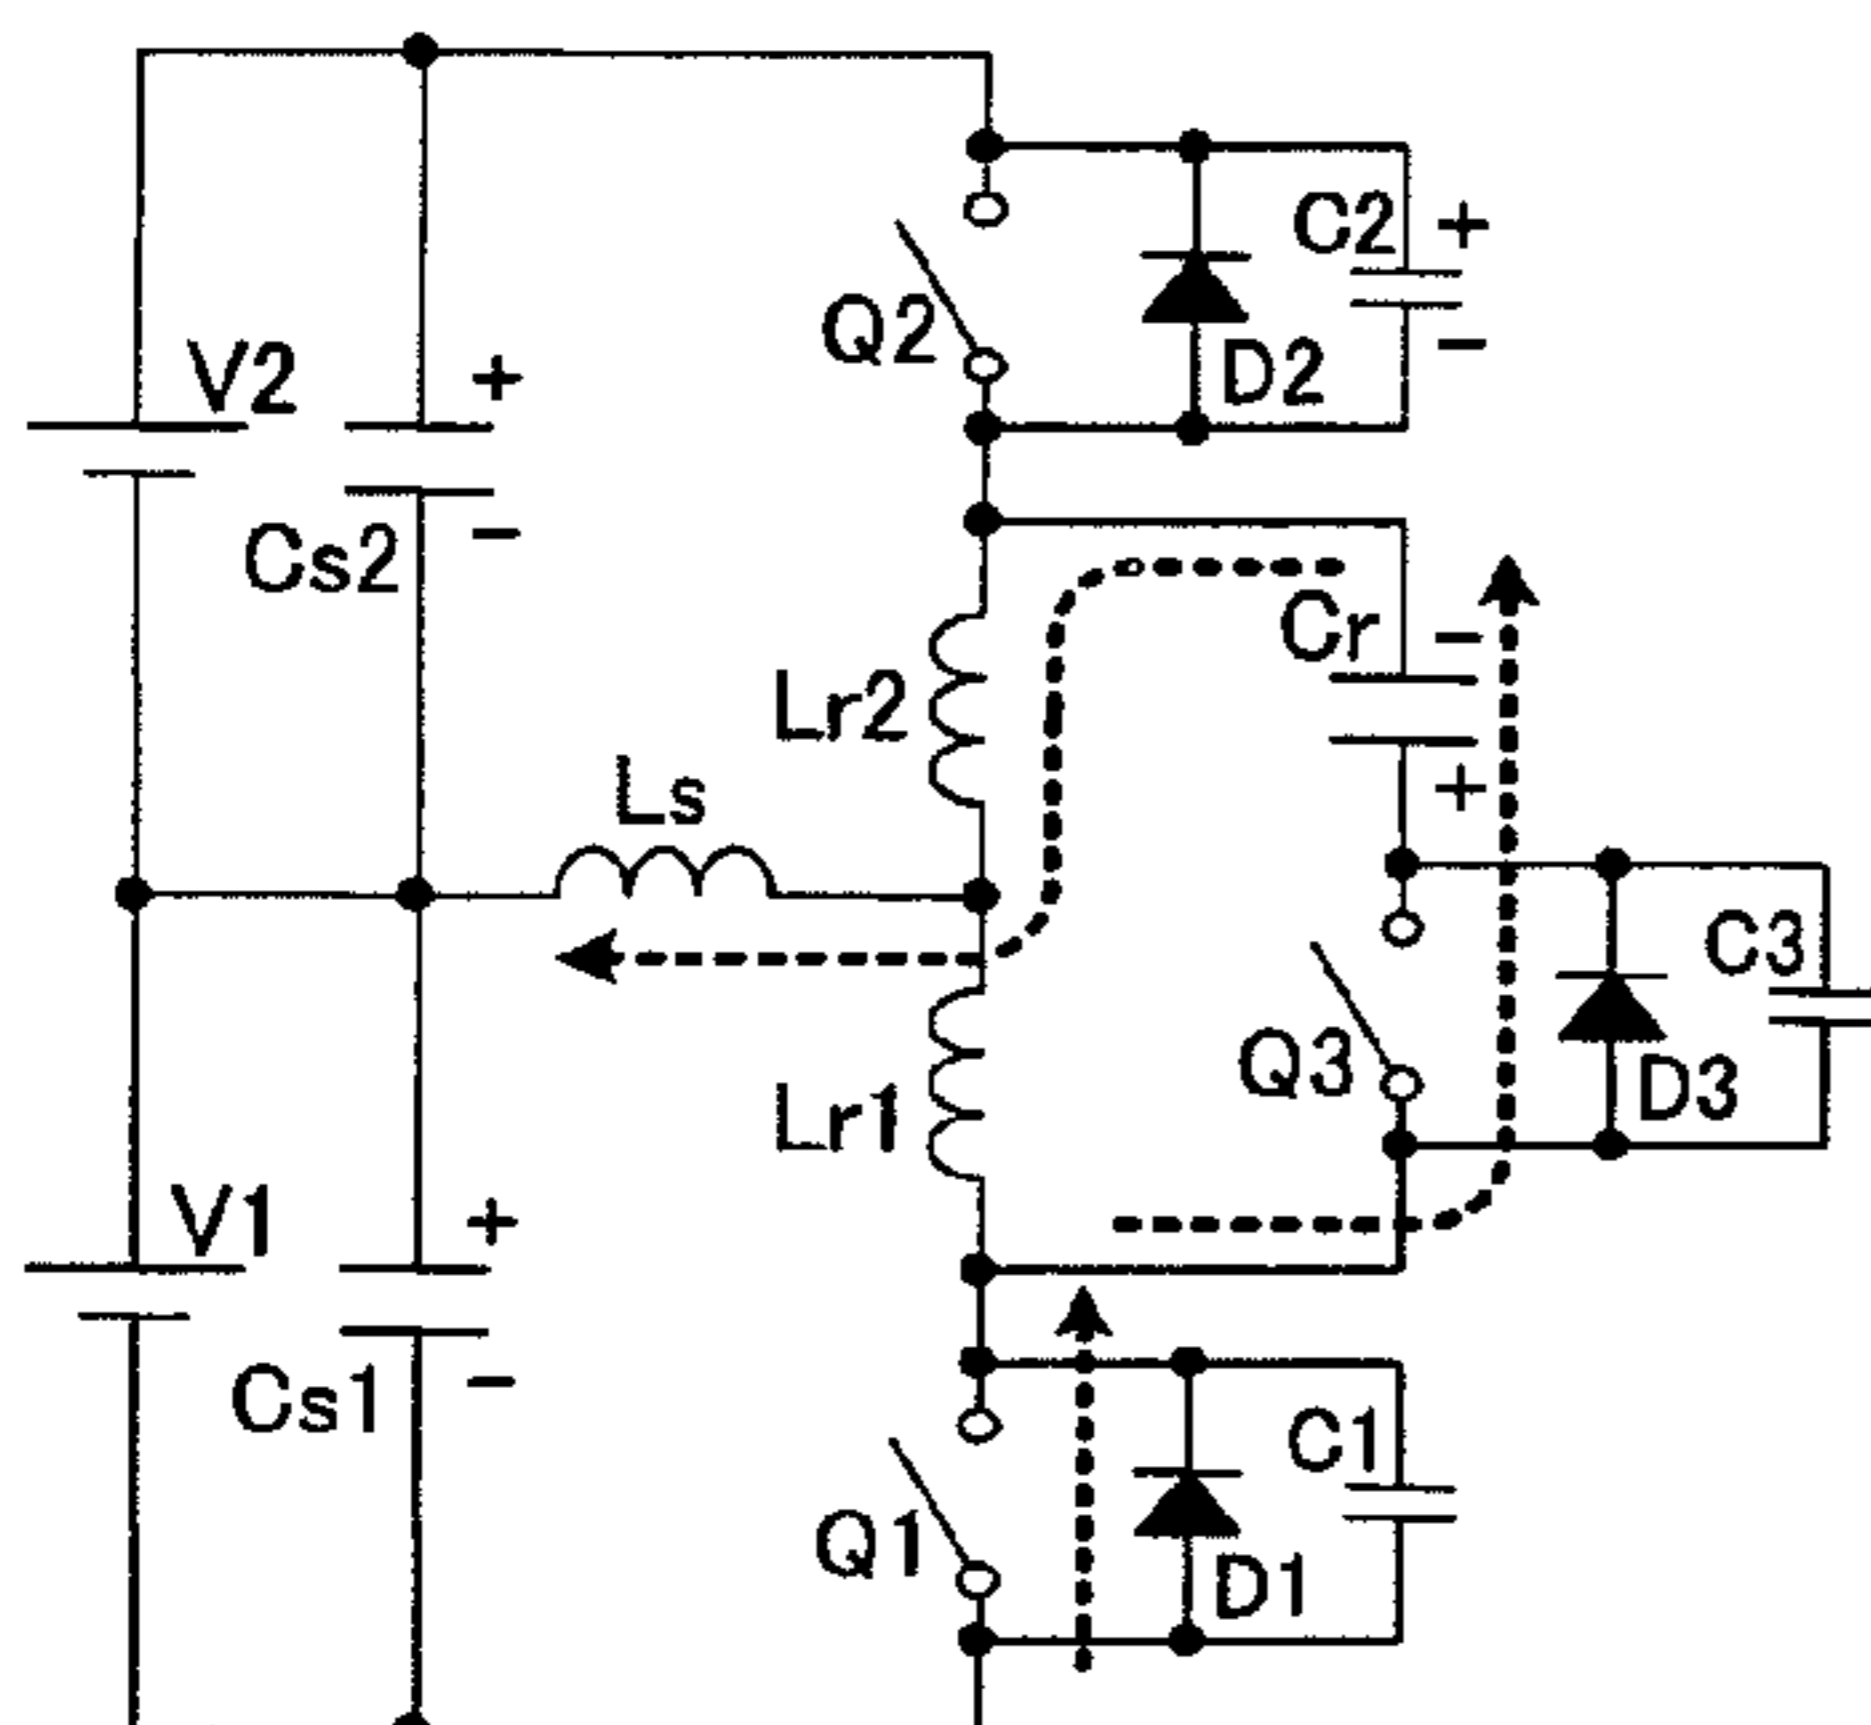 C2 +
Q2
−
D2
V2
+
Cs2
−
Cr −
Lr2
Ls
+
C3
Q3
D3
Lr1
V1
+
Cs1
−
C1
Q1
D1